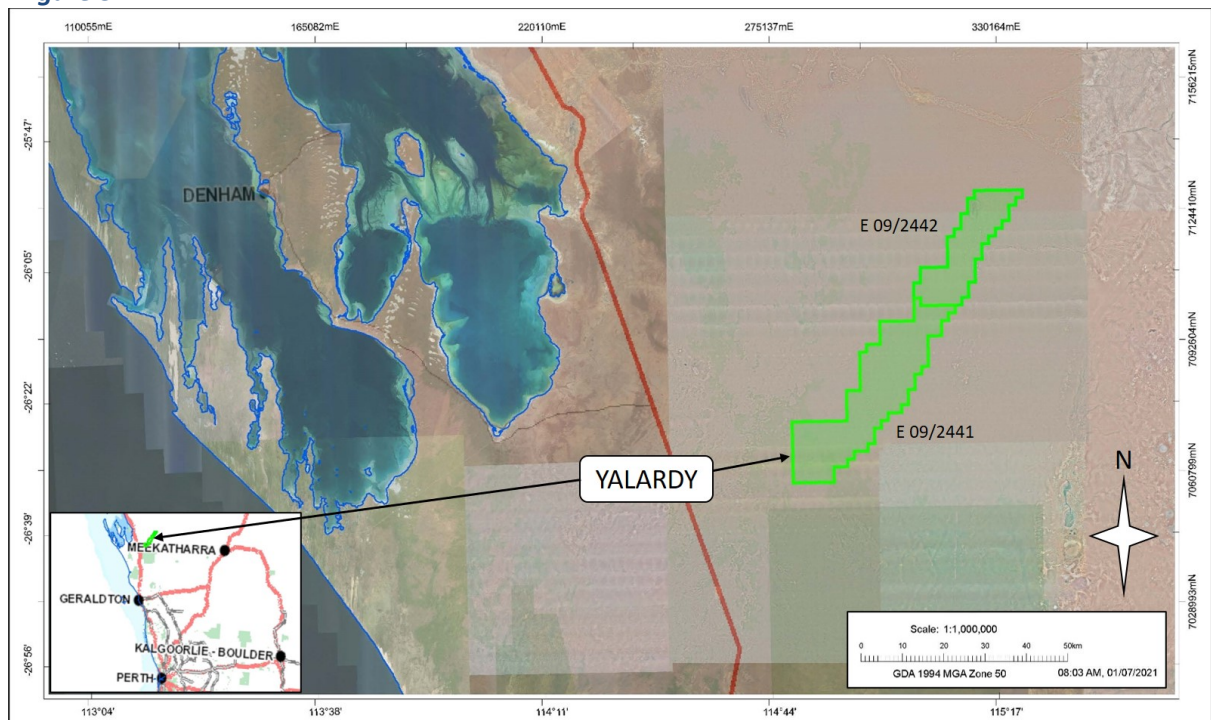 110055mE 165082mE 220110mE 275137mE 330164mE
7156215mN
-25°47'
DENHAM
7124410mN
E 09/2442
-26°05'
7092604mN
-26°22'
E 09/2441
YALARDY
N
7060799mN
-26°39'
MEEKATHARRA
GERALDTON
7028993mN
Scale: 1:1,000,000
0 10 20 30 40 50km
KALGOORLIE - BOULDER
-26°56'
PERTH
GDA 1994 MGA Zone 50 08:03 AM, 01/07/2021
113°04' 113°38' 114°11' 114°44' 115°17'